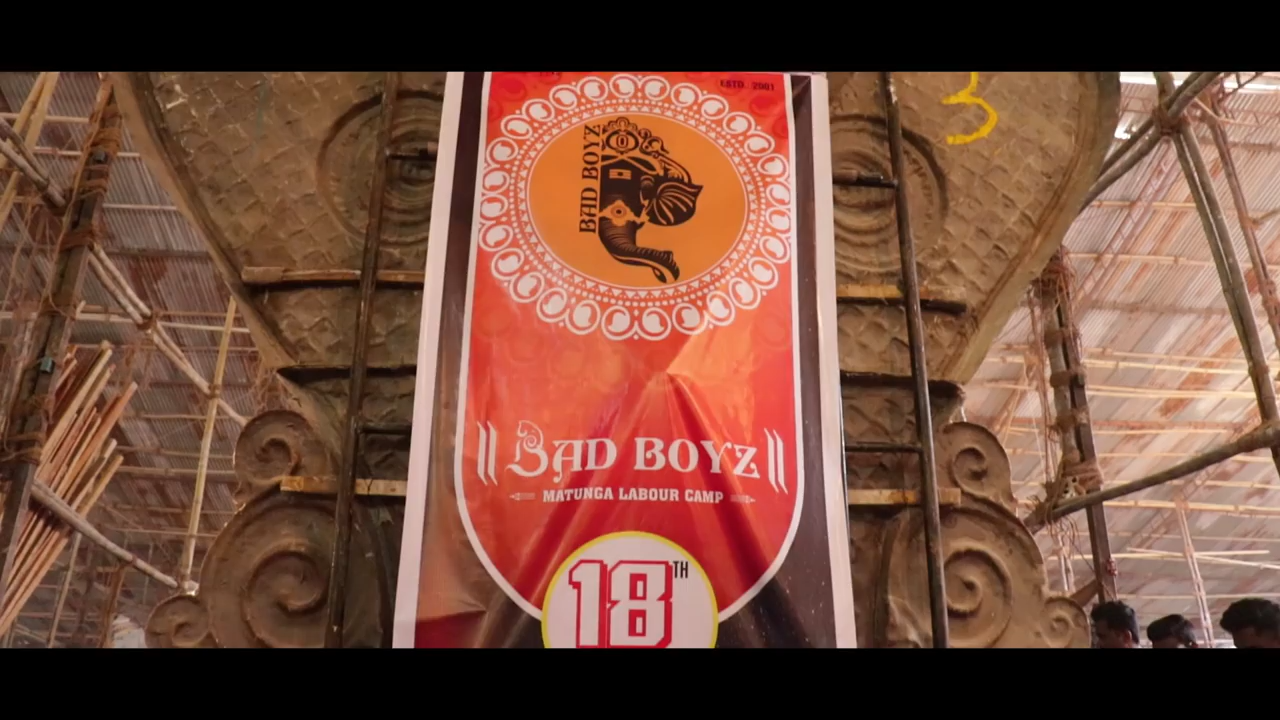 ESTD. 2001
3
BAD BOYZ
|| BAD BOYZ ||
MATUNGA LABOUR CAMP
18TH